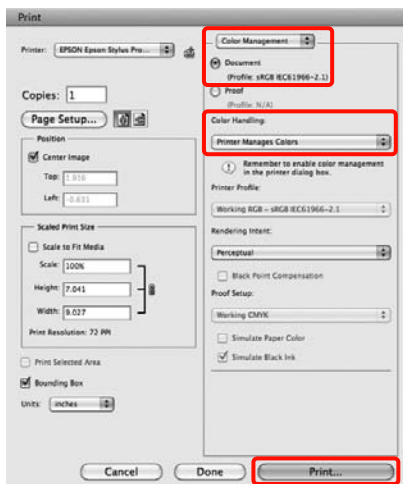 Print
Printer: EPSON Epson Stylus Pro...
Copies: 1
Page Setup...
Position
Center Image
Top: 1.916
Left: -0.631
Scaled Print Size
Scale to Fit Media
Scale: 100%
Height: 7.041
Width: 9.027
Print Resolution: 72 PPI
Print Selected Area
Bounding Box
Units: inches
Color Management
Document
(Profile: sRGB IEC61966-2.1)
Proof
(Profile: N/A)
Color Handling:
Printer Manages Colors
Remember to enable color management
in the printer dialog box.
Printer Profile:
Working RGB - sRGB IEC61966-2.1
Rendering Intent:
Perceptual
Black Point Compensation
Proof Setup:
Working CMYK
Simulate Paper Color
Simulate Black Ink
Cancel
Done
Print...